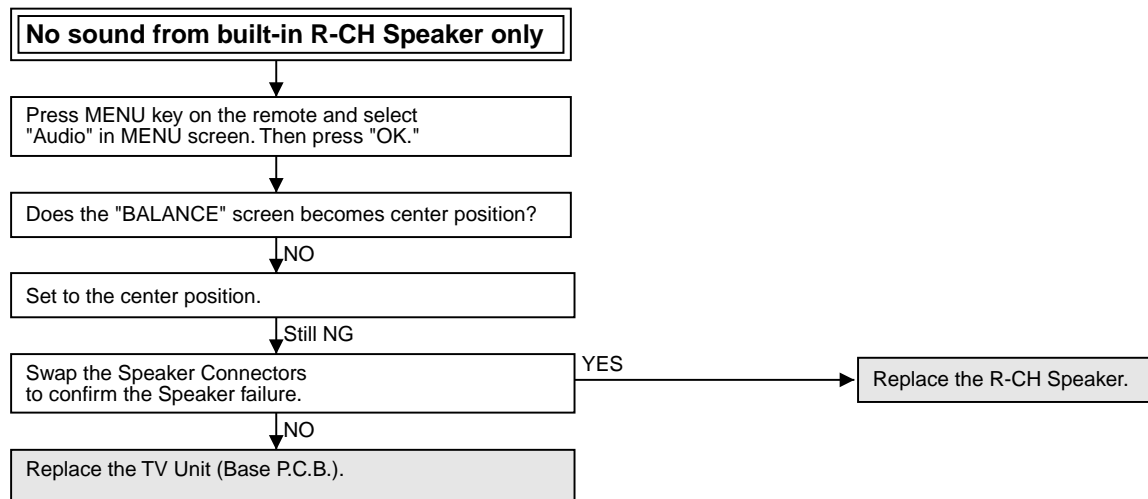 No sound from built-in R-CH Speaker only
Press MENU key on the remote and select
"Audio" in MENU screen. Then press "OK."
Does the "BALANCE" screen becomes center position?
NO
Set to the center position.
Still NG
Swap the Speaker Connectors
to confirm the Speaker failure.
YES
Replace the R-CH Speaker.
NO
Replace the TV Unit (Base P.C.B.).